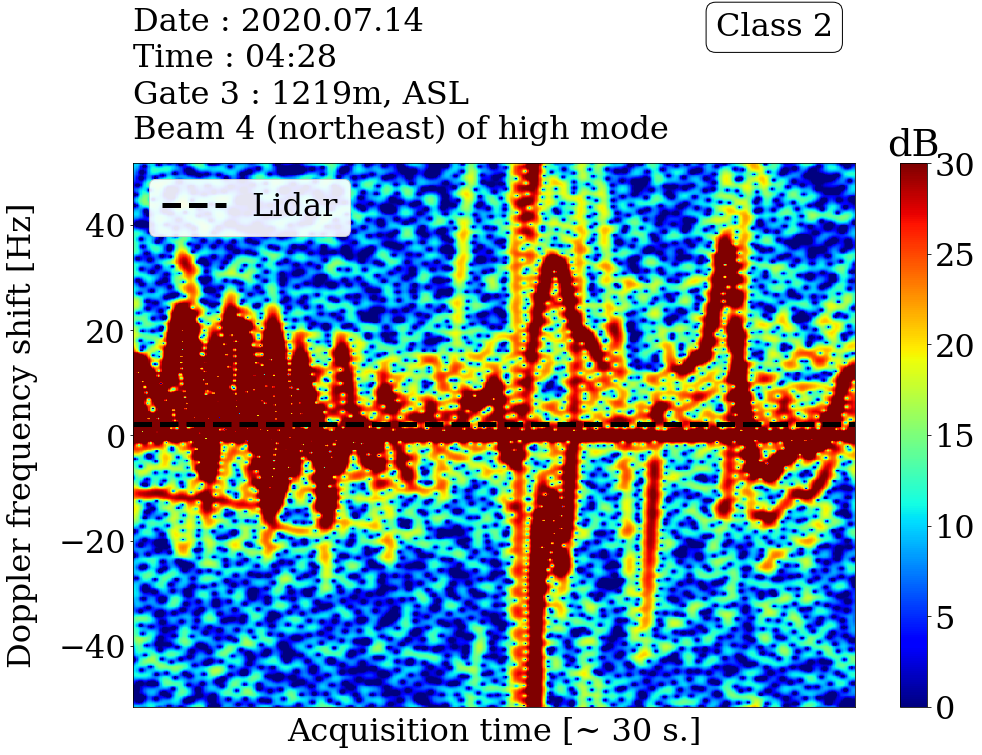 Date : 2020.07.14
Time : 04:28
Gate 3 : 1219m, ASL
Beam 4 (northeast) of high mode
Class 2
dB
Lidar
Doppler frequency shift [Hz]
40
20
0
−20
−40
30
25
20
15
10
5
0
Acquisition time [~ 30 s.]